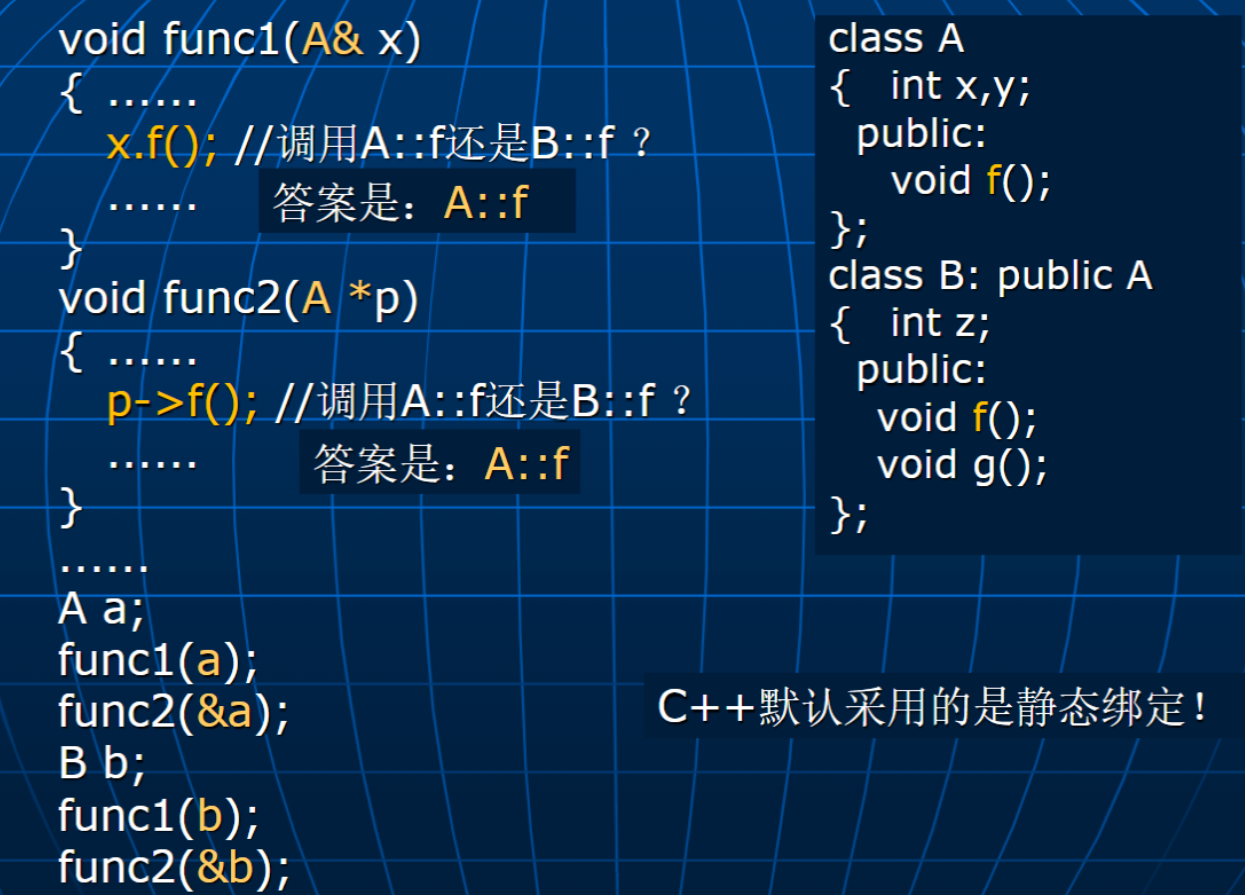 void func1(A& x)
{ ......
x.f(); //调用A::f还是B::f ?
...... 答案是：A::f
}
void func2(A *p)
{ ......
p->f(); //调用A::f还是B::f ?
...... 答案是：A::f
}
......
A a;
func1(a);
func2(&a);
B b;
func1(b);
func2(&b);
class A
{ int x,y;
public:
void f();
};
class B: public A
{ int z;
public:
void f();
void g();
};
C++默认采用的是静态绑定！